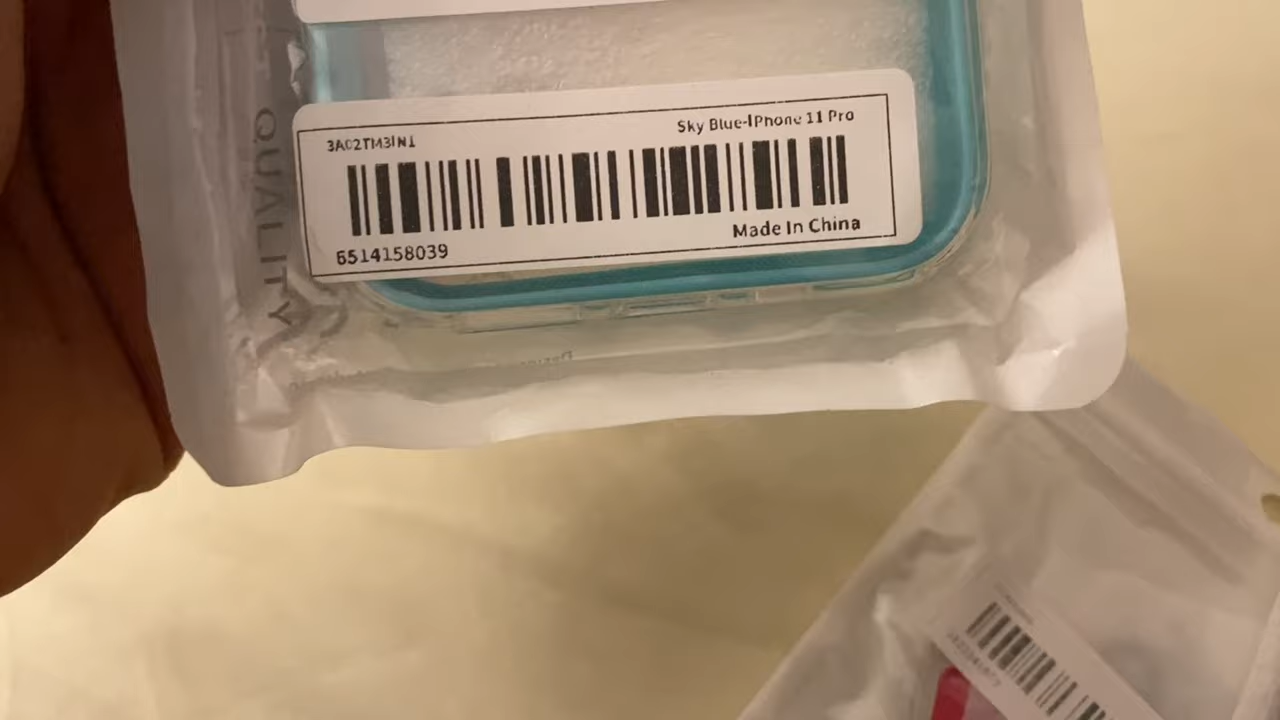 QUALITY
3A02TM3IN1
Sky Blue-IPhone 11 Pro
6514158039
Made In China